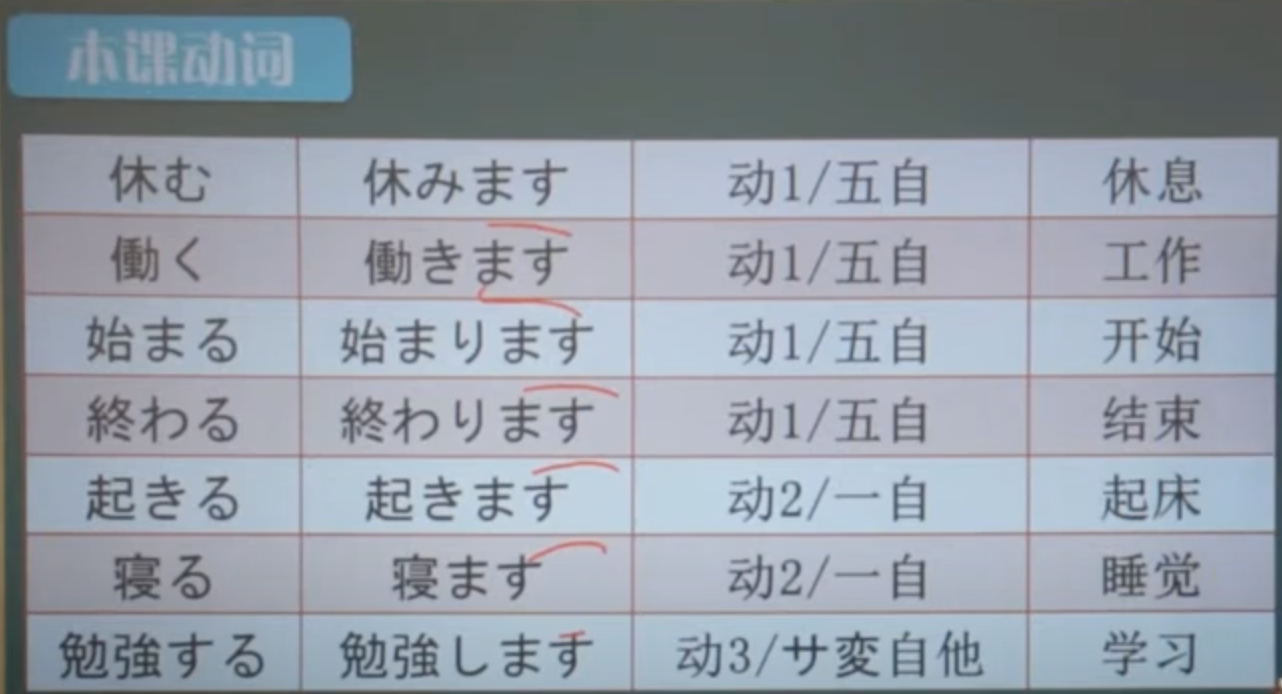 本课动词
休む 休みます 动1/五自 休息
働く 働きます 动1/五自 工作
始まる 始まります 动1/五自 开始
終わる 終わります 动1/五自 结束
起きる 起きます 动2/一自 起床
寝る 寝ます 动2/一自 睡觉
勉強する 勉強します 动3/サ変自他 学习